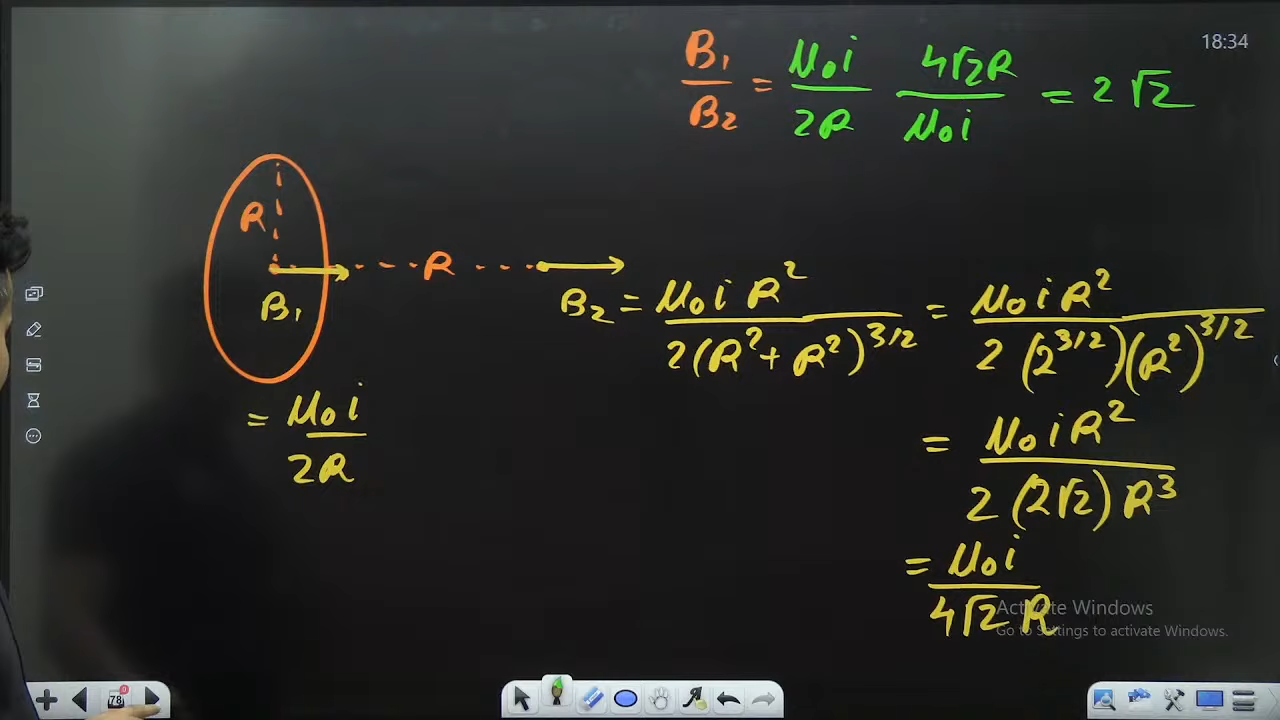 18:34
B₁/B₂ = μ₀i/2R 4√2R/μ₀i = 2√2
R
R
B₁
= μ₀i/2R
B₂ = μ₀iR²/2(R²+R²)^3/2 = μ₀iR²/2(2^3/2)(R²)^3/2
= μ₀iR²/2(2√2)R³
= μ₀i/4√2R
Activate Windows
Go to Settings to activate Windows.
78